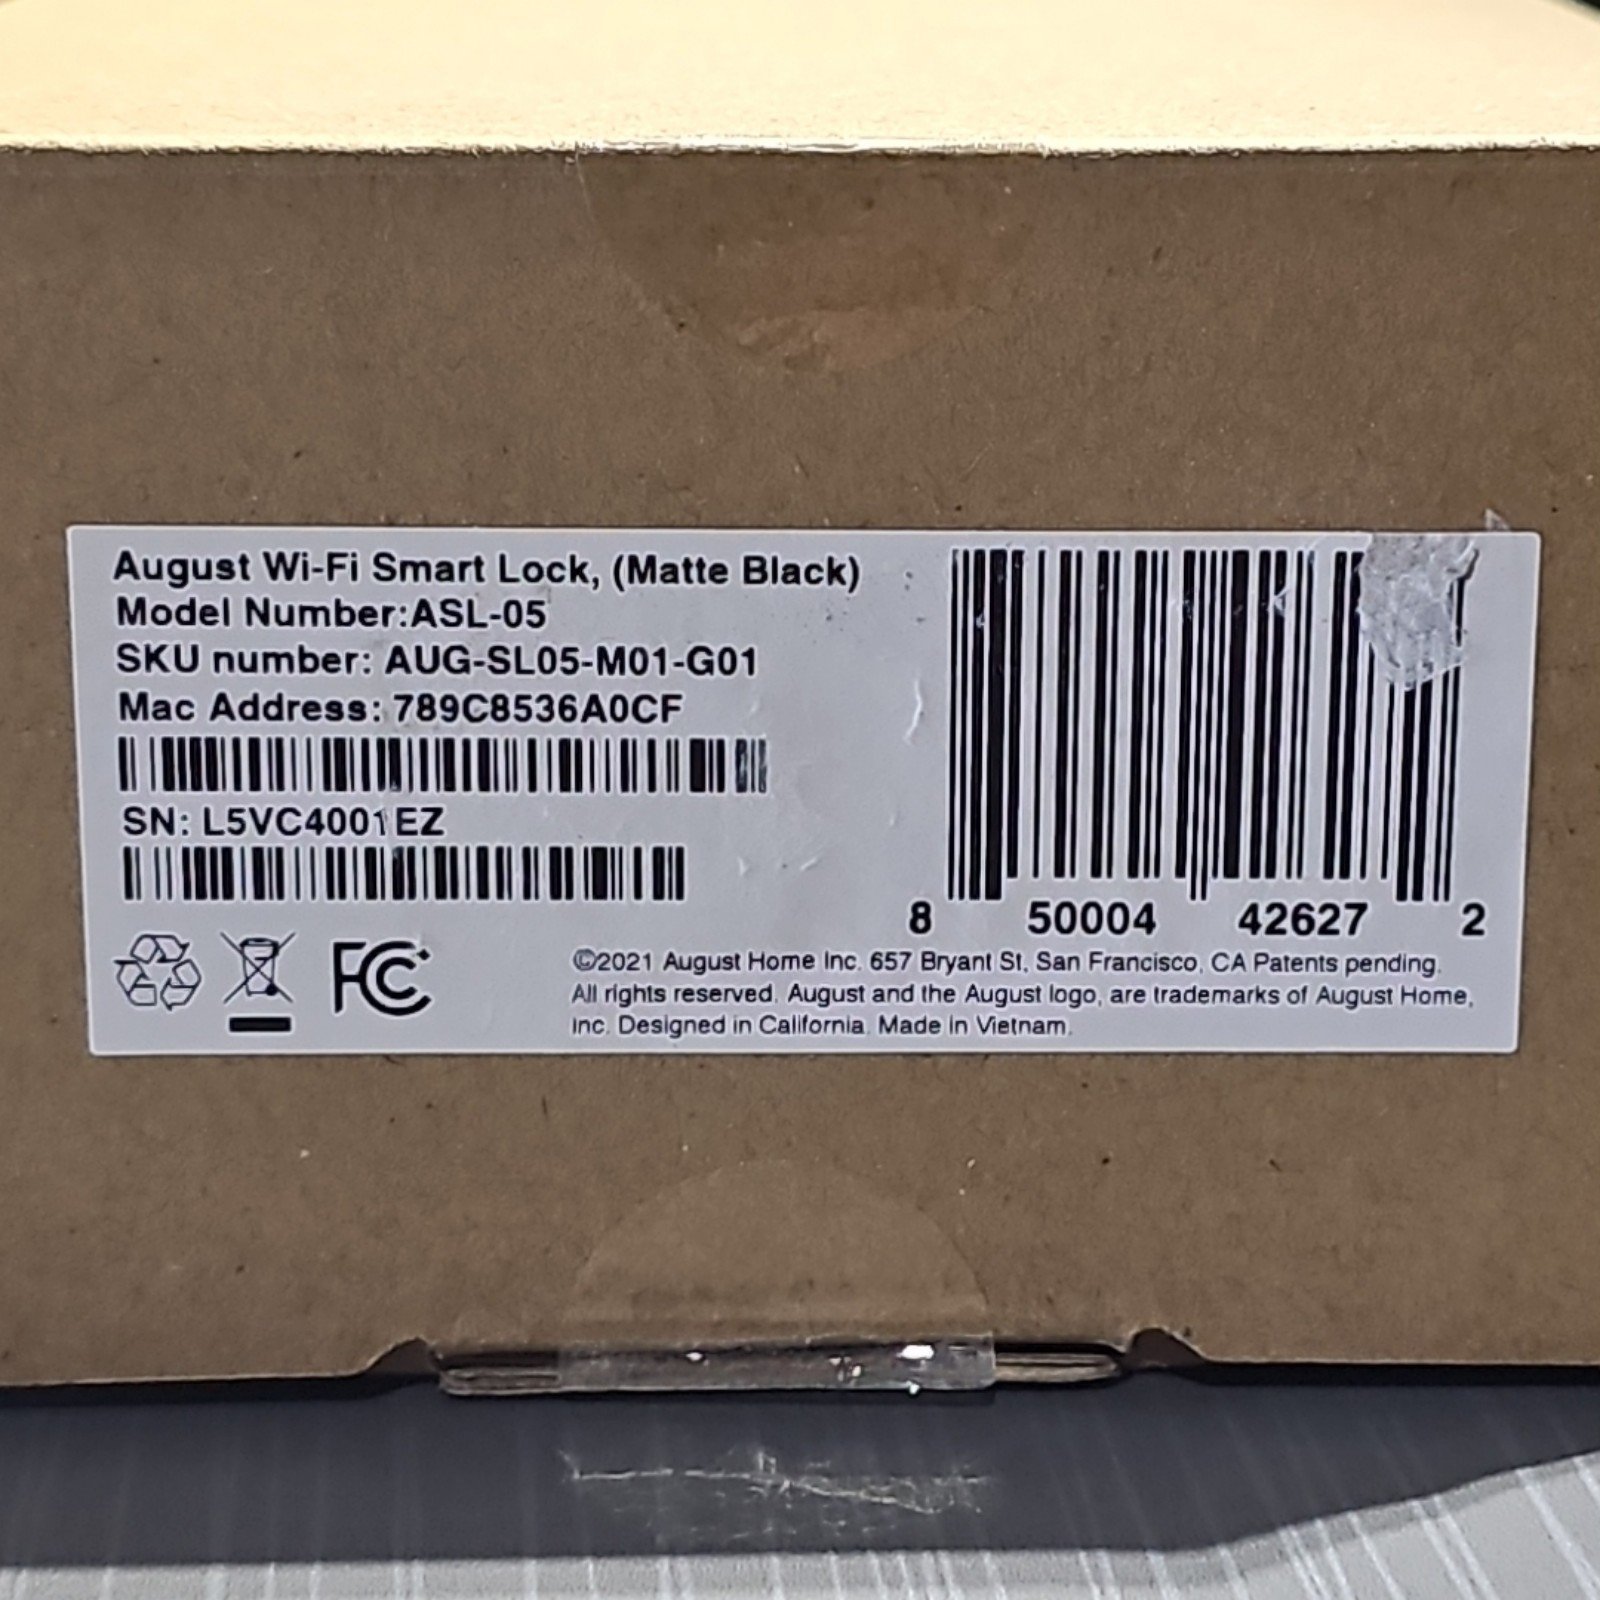 August Wi-Fi Smart Lock, (Matte Black)
Model Number:ASL-05
SKU number: AUG-SL05-M01-G01
Mac Address: 789C8536A0CF
SN: L5VC4001EZ
8 50004 42627 2
FC
©2021 August Home Inc. 657 Bryant St, San Francisco, CA Patents pending.
All rights reserved. August and the August logo, are trademarks of August Home,
Inc. Designed in California. Made in Vietnam.